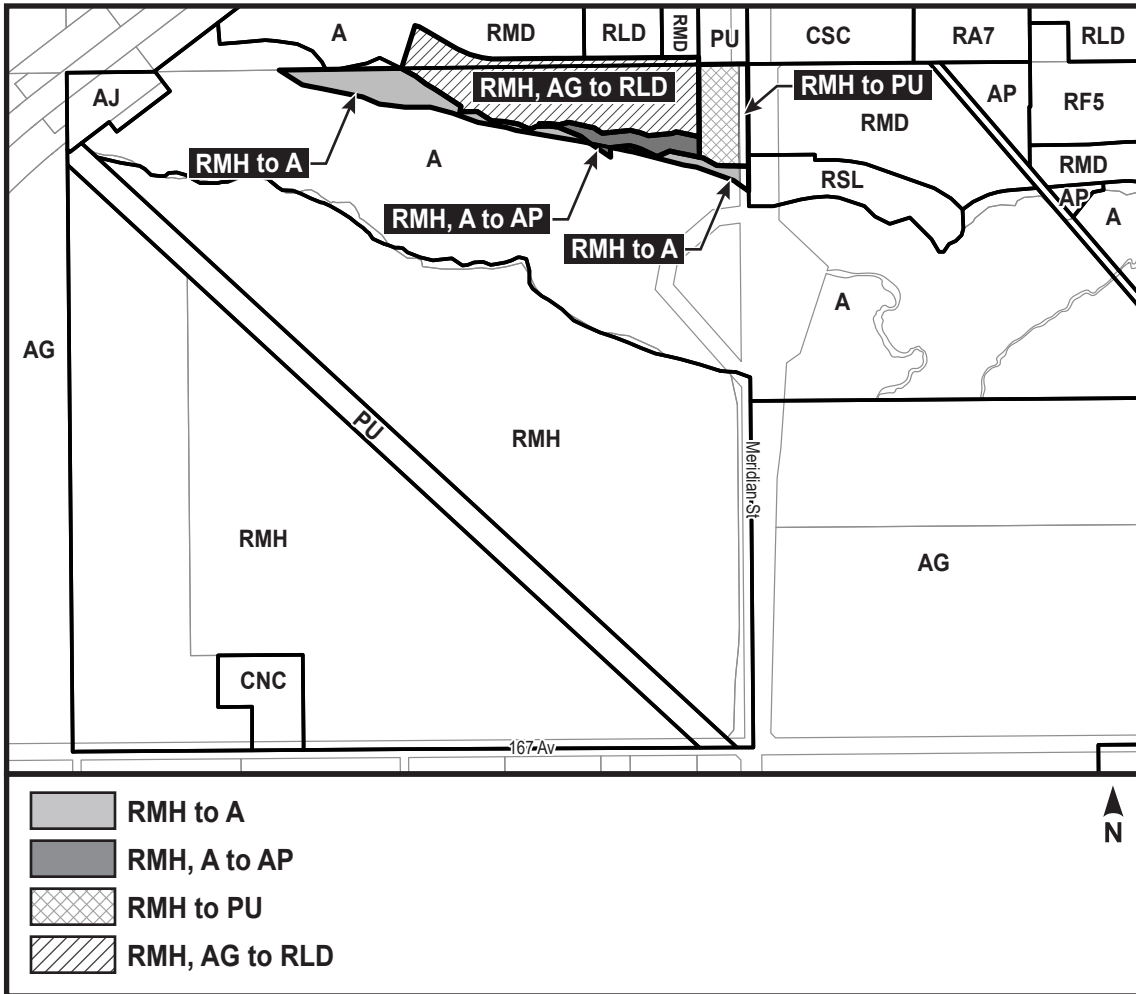 A
RMD
RLD
RMD
PU
CSC
RA7
RLD
AJ
RMH, AG to RLD
RMH to PU
AP
RF5
RMD
RMH to A
A
RMD
RSL
AP
A
RMH, A to AP
RMH to A
A
AG
PU
RMH
Meridian St
RMH
AG
CNC
167 Av
RMH to A
RMH, A to AP
RMH to PU
RMH, AG to RLD
N